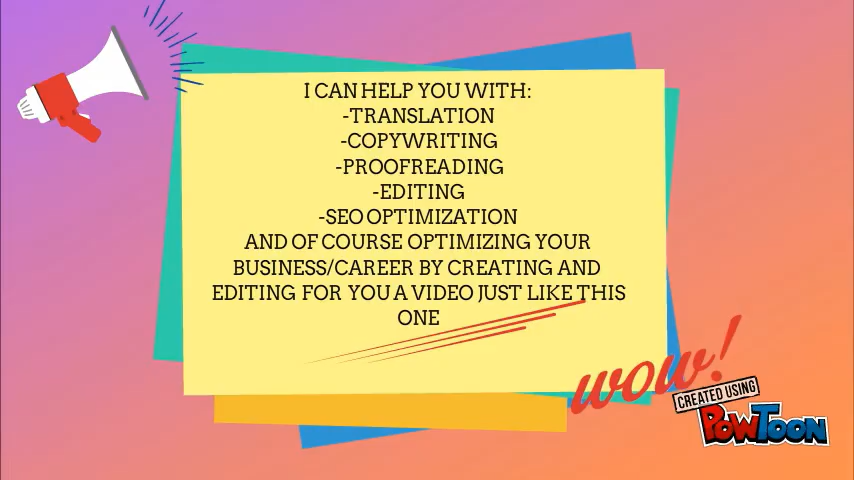 I CAN HELP YOU WITH:
-TRANSLATION
-COPYWRITING
-PROOFREADING
-EDITING
-SEO OPTIMIZATION
AND OF COURSE OPTIMIZING YOUR
BUSINESS/CAREER BY CREATING AND
EDITING FOR YOU A VIDEO JUST LIKE THIS
ONE
wow!
CREATED USING
POWTOON